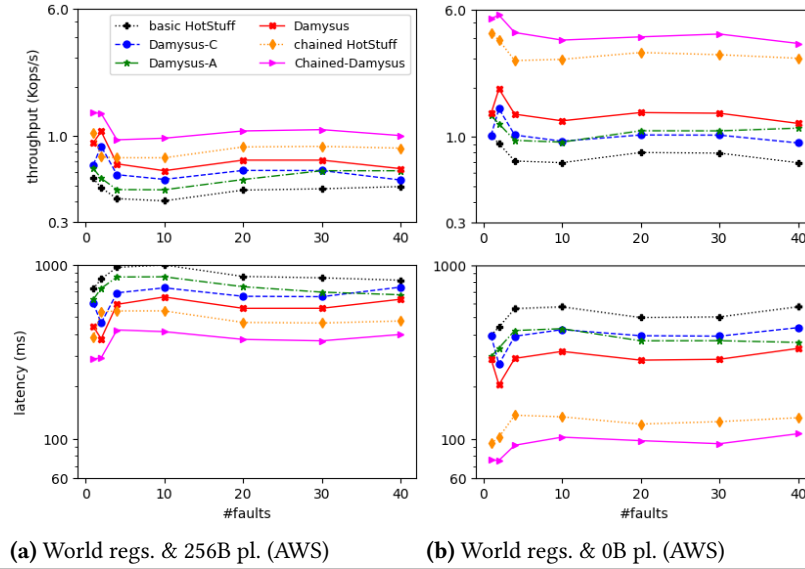 6.0
1.0
0.3
throughput (Kops/s)
basic HotStuff
Damysus-C
Damysus-A
Damysus
chained HotStuff
Chained-Damysus
0 10 20 30 40
6.0
1.0
0.3
0 10 20 30 40
1000
100
60
latency (ms)
0 10 20 30 40
#faults
1000
100
60
0 10 20 30 40
#faults
(a) World regs. & 256B pl. (AWS)
(b) World regs. & 0B pl. (AWS)